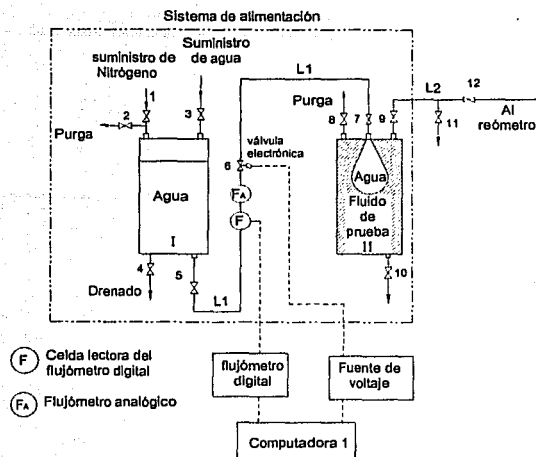 Sistema de alimentación
suministro de
Nitrógeno
Suministro
de agua
1
2
3
Purga
Agua
I
4
5
Drenado
L1
L1
6
válvula
electrónica
FA
F
Purga
8
7
9
L2
12
Al
reómetro
11
Agua
Fluido
de
prueba
II
10
F
Celda lectora del
flujómetro digital
FA
Flujómetro analógico
flujómetro
digital
Fuente de
voltaje
Computadora 1